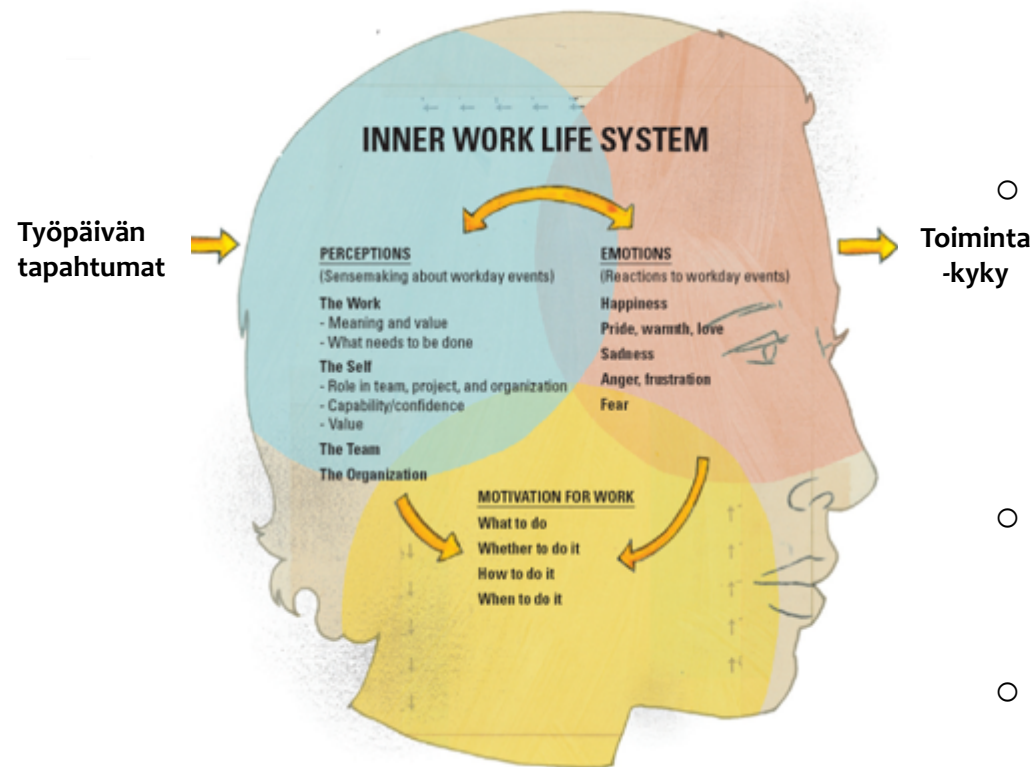 INNER WORK LIFE SYSTEM
Työpäivän
tapahtumat
PERCEPTIONS
(Sensemaking about workday events)
The Work
- Meaning and value
- What needs to be done
The Self
- Role in team, project, and organization
- Capability/confidence
- Value
The Team
The Organization
EMOTIONS
(Reactions to workday events)
Happiness
Pride, warmth, love
Sadness
Anger, frustration
Fear
MOTIVATION FOR WORK
What to do
Whether to do it
How to do it
When to do it
Toiminta
-kyky